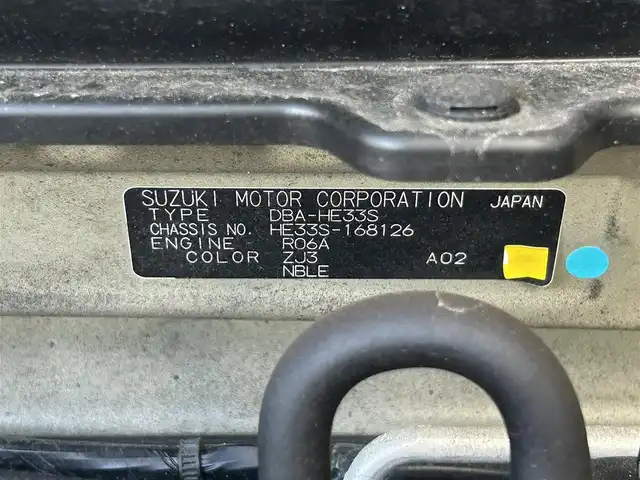 SUZUKI MOTOR CORPORATION JAPAN
TYPE DBA-HE33S
CHASSIS NO. HE33S-168126
ENGINE R06A
COLOR ZJ3 A02
NBLE